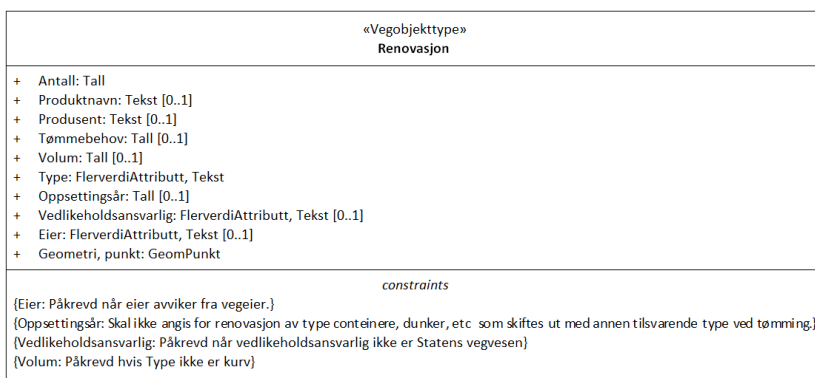 «Vegobjekttype»
Renovasjon
+ Antall: Tall
+ Produktnavn: Tekst [0..1]
+ Produsent: Tekst [0..1]
+ Tømmebehov: Tall [0..1]
+ Volum: Tall [0..1]
+ Type: FlerverdiAttributt, Tekst
+ Oppsettingsår: Tall [0..1]
+ Vedlikeholdsansvarlig: FlerverdiAttributt, Tekst [0..1]
+ Eier: FlerverdiAttributt, Tekst [0..1]
+ Geometri, punkt: GeomPunkt
constraints
{Eier: Påkrevd når eier avviker fra vegeier.}
{Oppsettingsår: Skal ikke angis for renovasjon av type conteinere, dunker, etc som skiftes ut med annen tilsvarende type ved tømming.}
{Vedlikeholdsansvarlig: Påkrevd når vedlikeholdsansvarlig ikke er Statens vegvesen}
{Volum: Påkrevd hvis Type ikke er kurv}